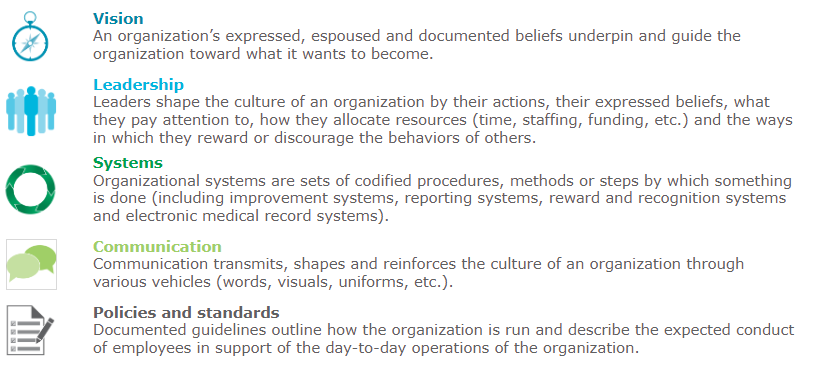 Vision
An organization’s expressed, espoused and documented beliefs underpin and guide the
organization toward what it wants to become.
Leadership
Leaders shape the culture of an organization by their actions, their expressed beliefs, what
they pay attention to, how they allocate resources (time, staffing, funding, etc.) and the ways
in which they reward or discourage the behaviors of others.
Systems
Organizational systems are sets of codified procedures, methods or steps by which something
is done (including improvement systems, reporting systems, reward and recognition systems
and electronic medical record systems).
Communication
Communication transmits, shapes and reinforces the culture of an organization through
various vehicles (words, visuals, uniforms, etc.).
Policies and standards
Documented guidelines outline how the organization is run and describe the expected conduct
of employees in support of the day-to-day operations of the organization.